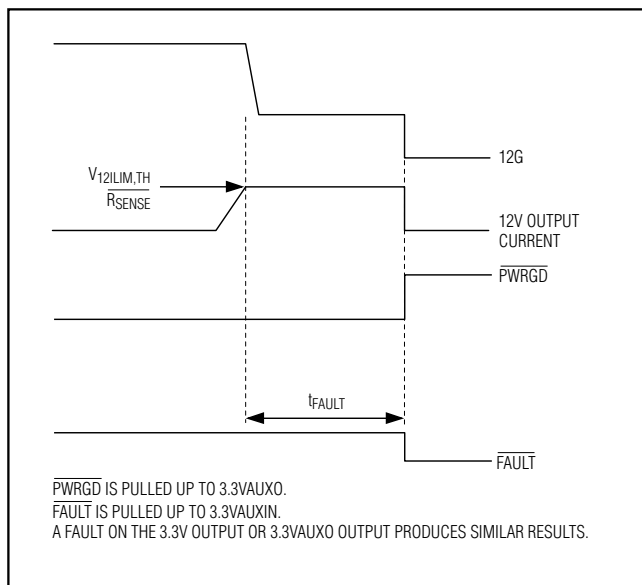 12G
V12ILIM,TH
RSENSE
12V OUTPUT
CURRENT
PWRGD
tFAULT
FAULT
PWRGD IS PULLED UP TO 3.3VAUXO.
FAULT IS PULLED UP TO 3.3VAUXIN.
A FAULT ON THE 3.3V OUTPUT OR 3.3VAUXO OUTPUT PRODUCES SIMILAR RESULTS.